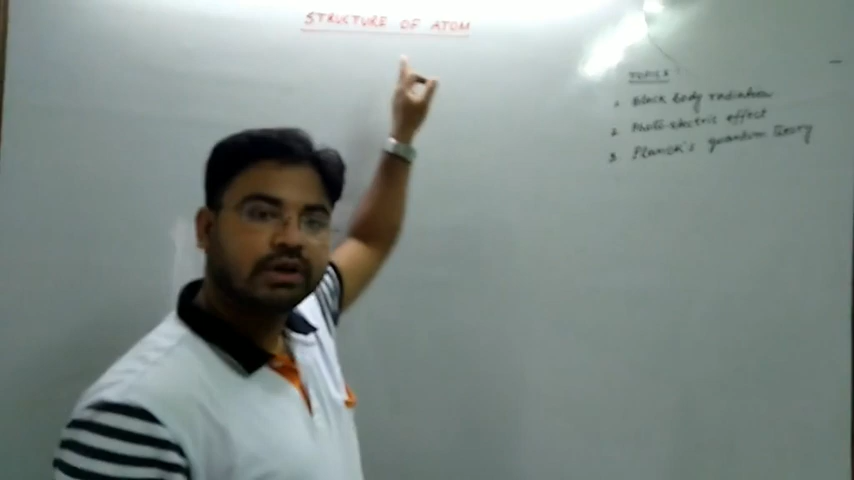 STRUCTURE OF ATOM
TOPICS
1. Black body radiation
2. Photo-electric effect
3. Planck's quantum theory